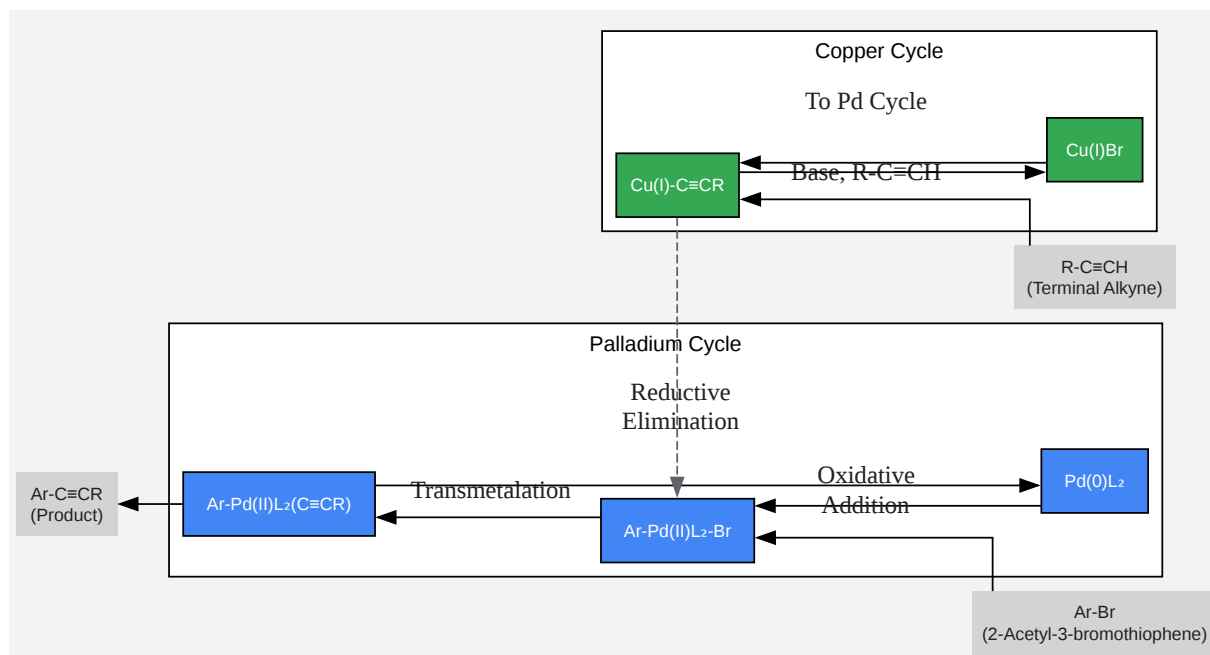 Copper Cycle
To Pd Cycle
Cu(I)Br
Cu(I)-C≡CR
Base, R-C≡CH
R-C≡CH
(Terminal Alkyne)
Palladium Cycle
Reductive
Elimination
Oxidative
Addition
Pd(0)L₂
Transmetalation
Ar-C≡CR
(Product)
Ar-Pd(II)L₂(C≡CR)
Ar-Pd(II)L₂-Br
Ar-Br
(2-Acetyl-3-bromothiophene)